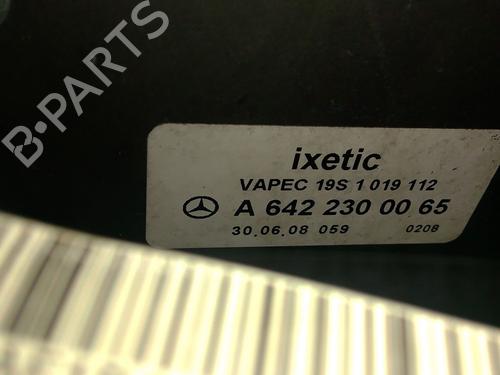 B-PARTS
ixetic
VAPEC 19S 1 019 112
A 642 230 00 65
30.06.08 059 0208